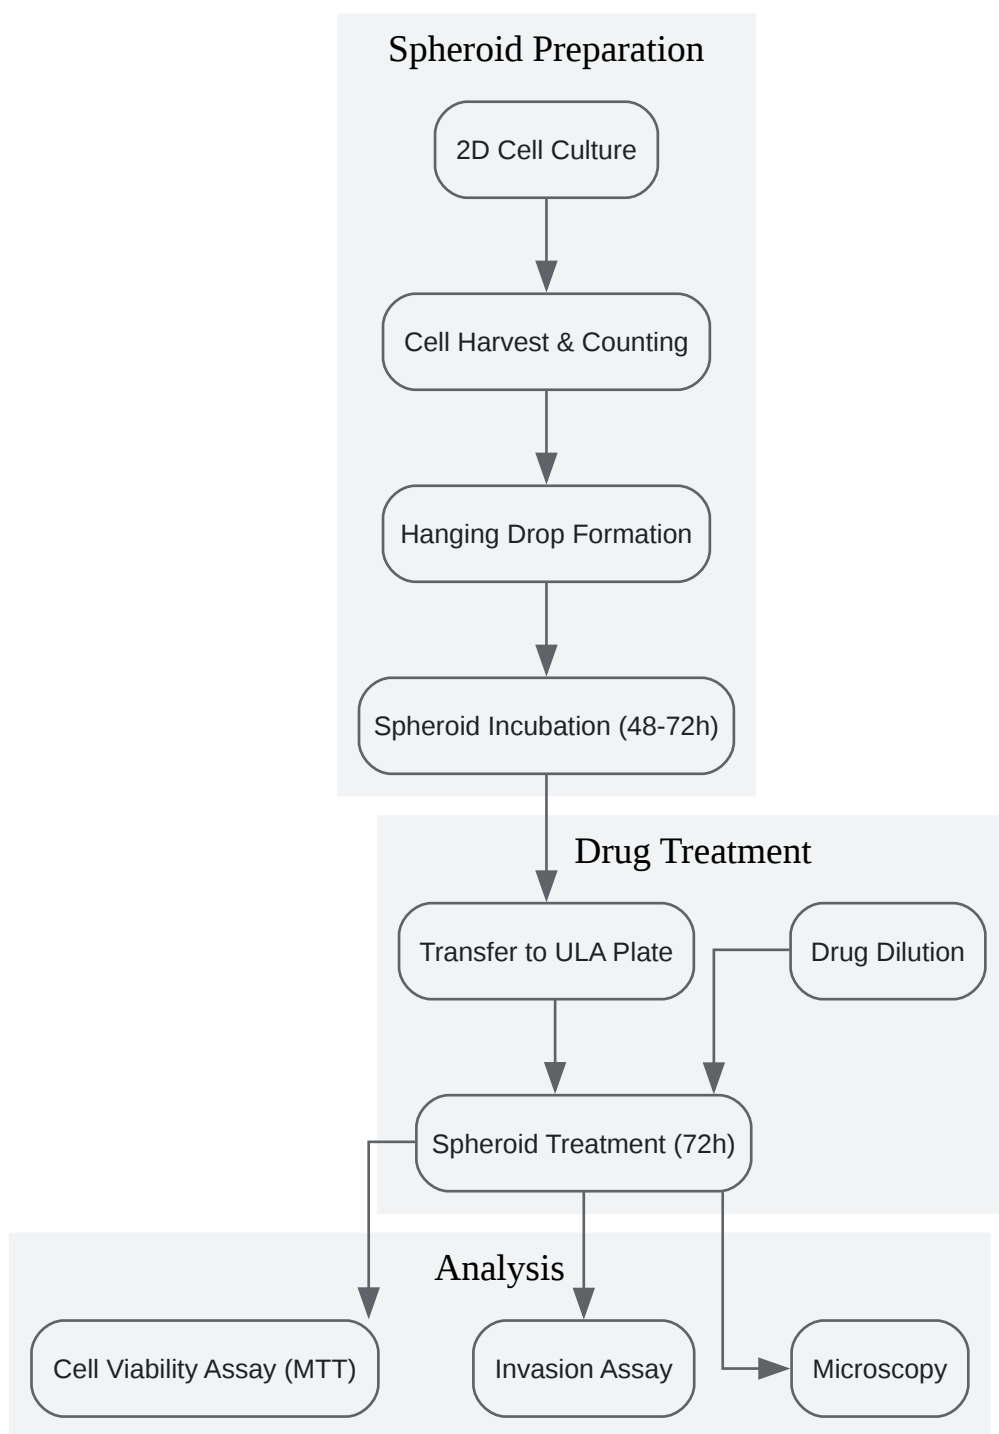 Spheroid Preparation
2D Cell Culture
Cell Harvest & Counting
Hanging Drop Formation
Spheroid Incubation (48-72h)
Drug Treatment
Transfer to ULA Plate
Drug Dilution
Spheroid Treatment (72h)
Analysis
Cell Viability Assay (MTT)
Invasion Assay
Microscopy